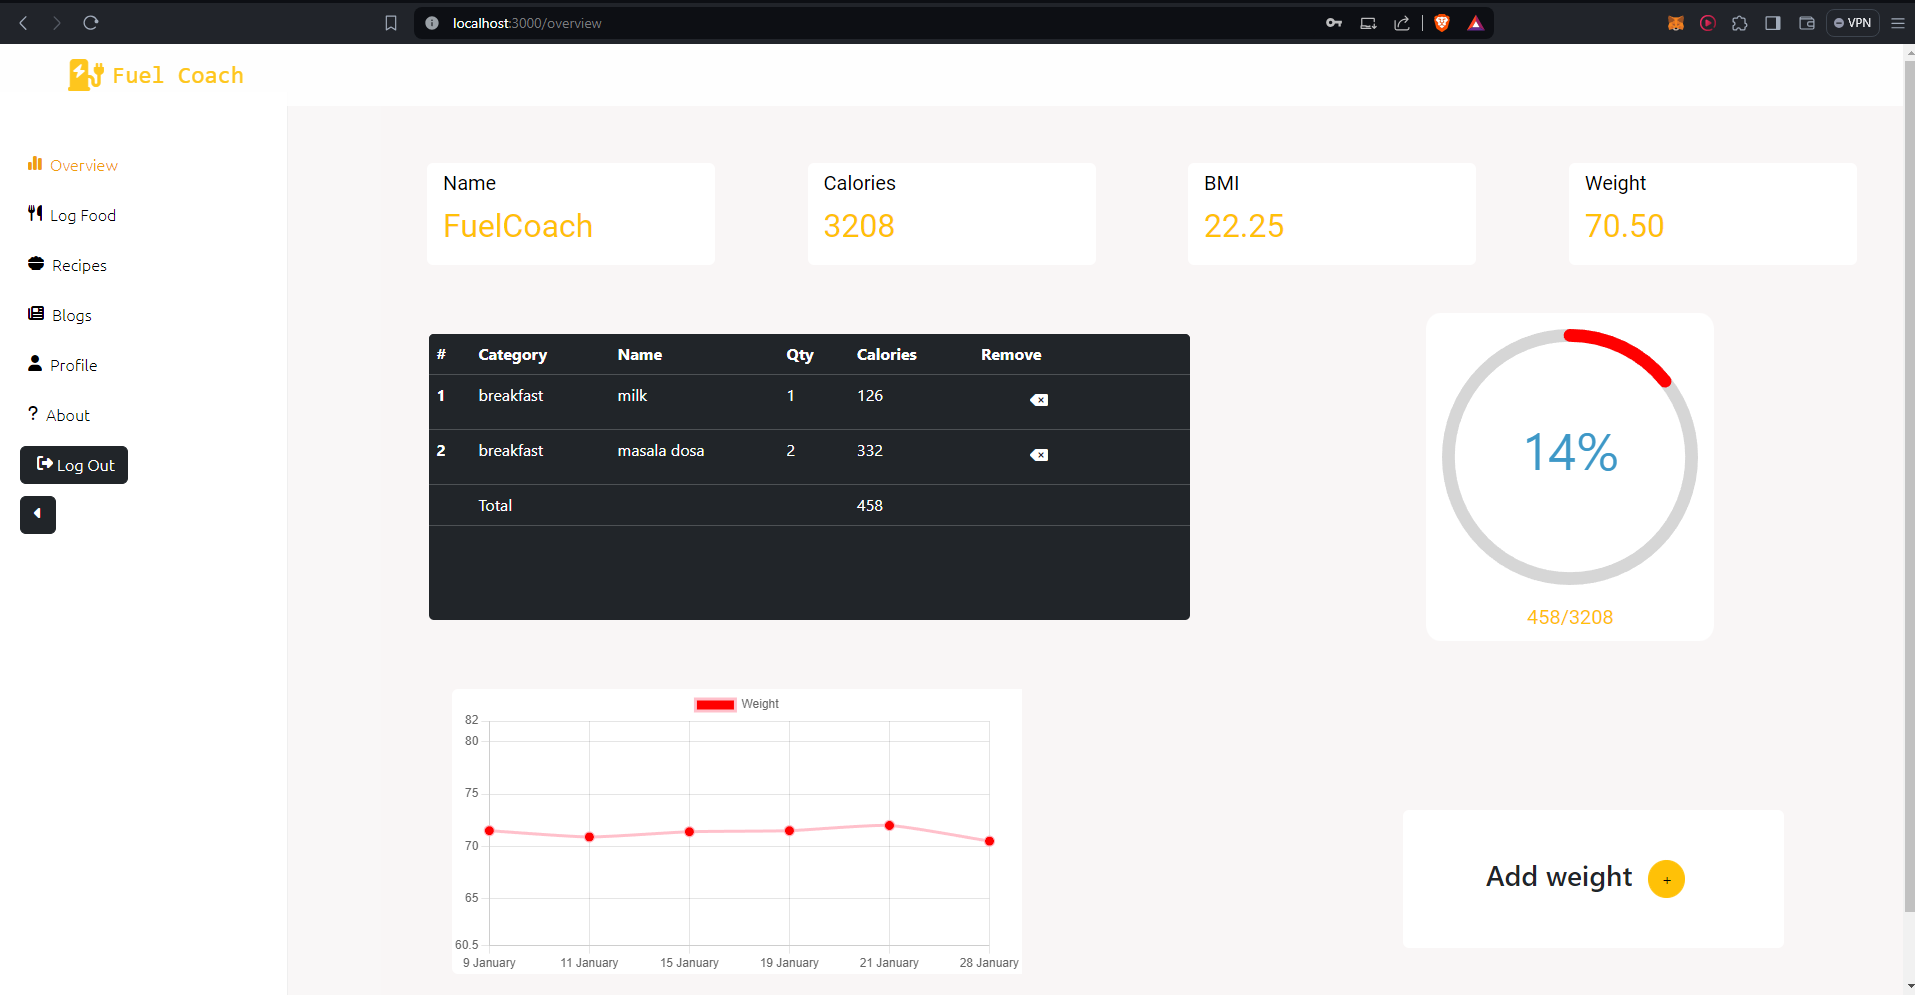 localhost:3000/overview
VPN
Fuel Coach
Overview
Log Food
Recipes
Blogs
Profile
? About
Log Out
Name
FuelCoach
Calories
3208
BMI
22.25
Weight
70.50
# Category Name Qty Calories Remove
1 breakfast milk 1 126
2 breakfast masala dosa 2 332
Total 458
14%
458/3208
Weight
82
80
75
70
65
60.5
9 January 11 January 15 January 19 January 21 January 28 January
Add weight +